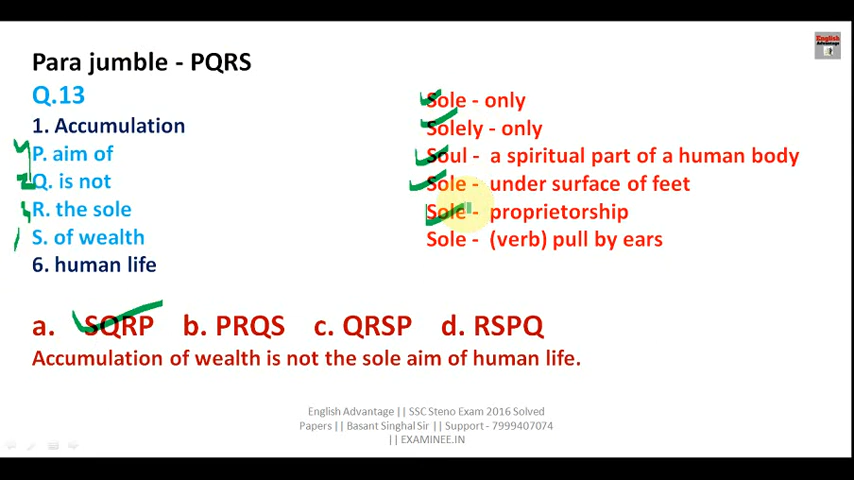 English
Advantage
Para jumble - PQRS
Q.13
1. Accumulation
P. aim of
Q. is not
R. the sole
S. of wealth
6. human life
Sole - only
Solely - only
Soul - a spiritual part of a human body
Sole - under surface of feet
Sole - proprietorship
Sole - (verb) pull by ears
a. SQRP b. PRQS c. QRSP d. RSPQ
Accumulation of wealth is not the sole aim of human life.
English Advantage || SSC Steno Exam 2016 Solved
Papers || Basant Singhal Sir || Support - 7999407074
|| EXAMINEE.IN